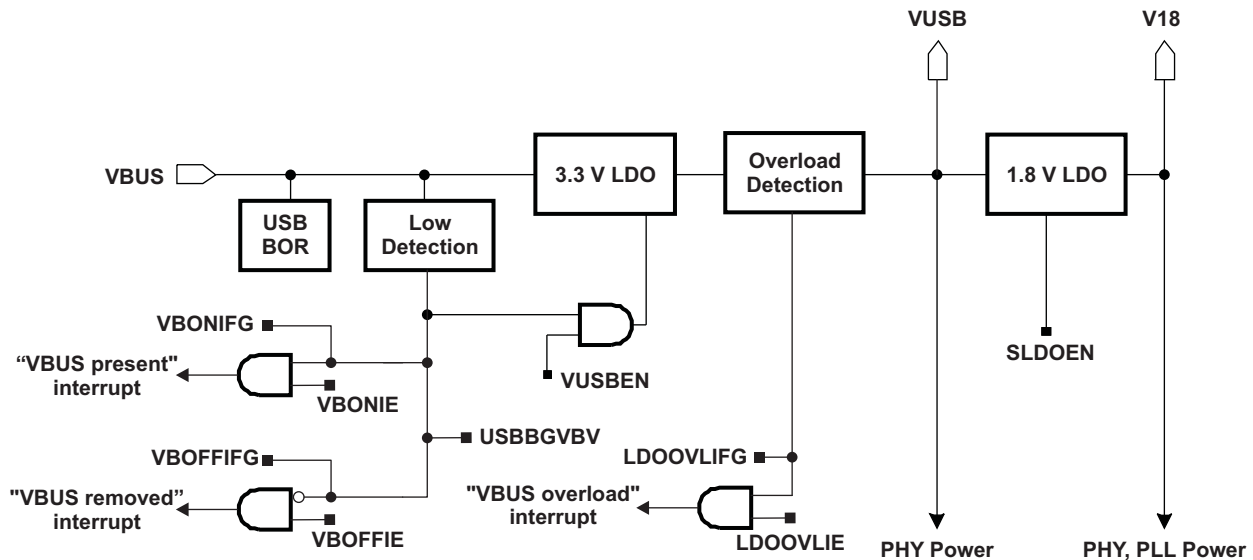 VUSB
V18
VBUS
3.3 V LDO
Overload
Detection
1.8 V LDO
USB
BOR
Low
Detection
VBONIFG
“VBUS present"
interrupt
VBONIE
VUSBEN
SLDOEN
USBBGVBV
VBOFFIFG
"VBUS removed”
interrupt
VBOFFIE
LDOOVLIFG
"VBUS overload"
interrupt
LDOOVLIE
PHY Power
PHY, PLL Power